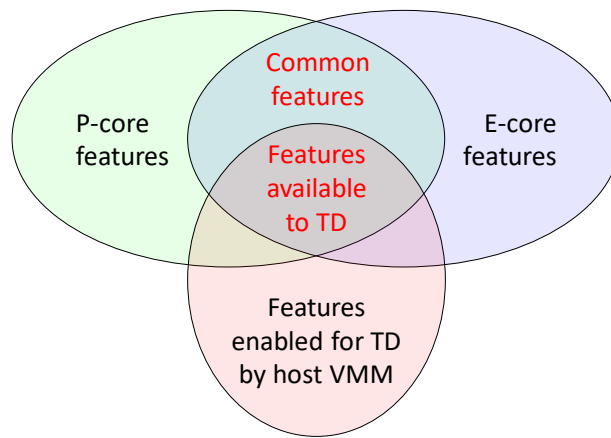 Common
features
P-core
features
E-core
features
Features
available
to TD
Features
enabled for TD
by host VMM